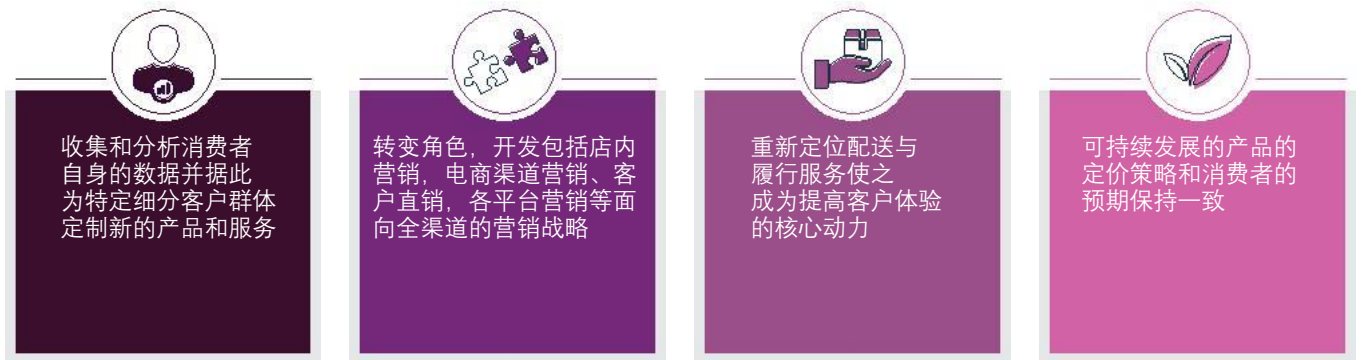 收集和分析消费者
自身的数据并据此
为特定细分客户群体
定制新的产品和服务
转变角色，开发包括店内
营销，电商渠道营销、客
户直销，各平台营销等面
向全渠道的营销战略
重新定位配送与
履行服务使之
成为提高客户体验
的核心动力
可持续发展的产品的
定价策略和消费者的
预期保持一致